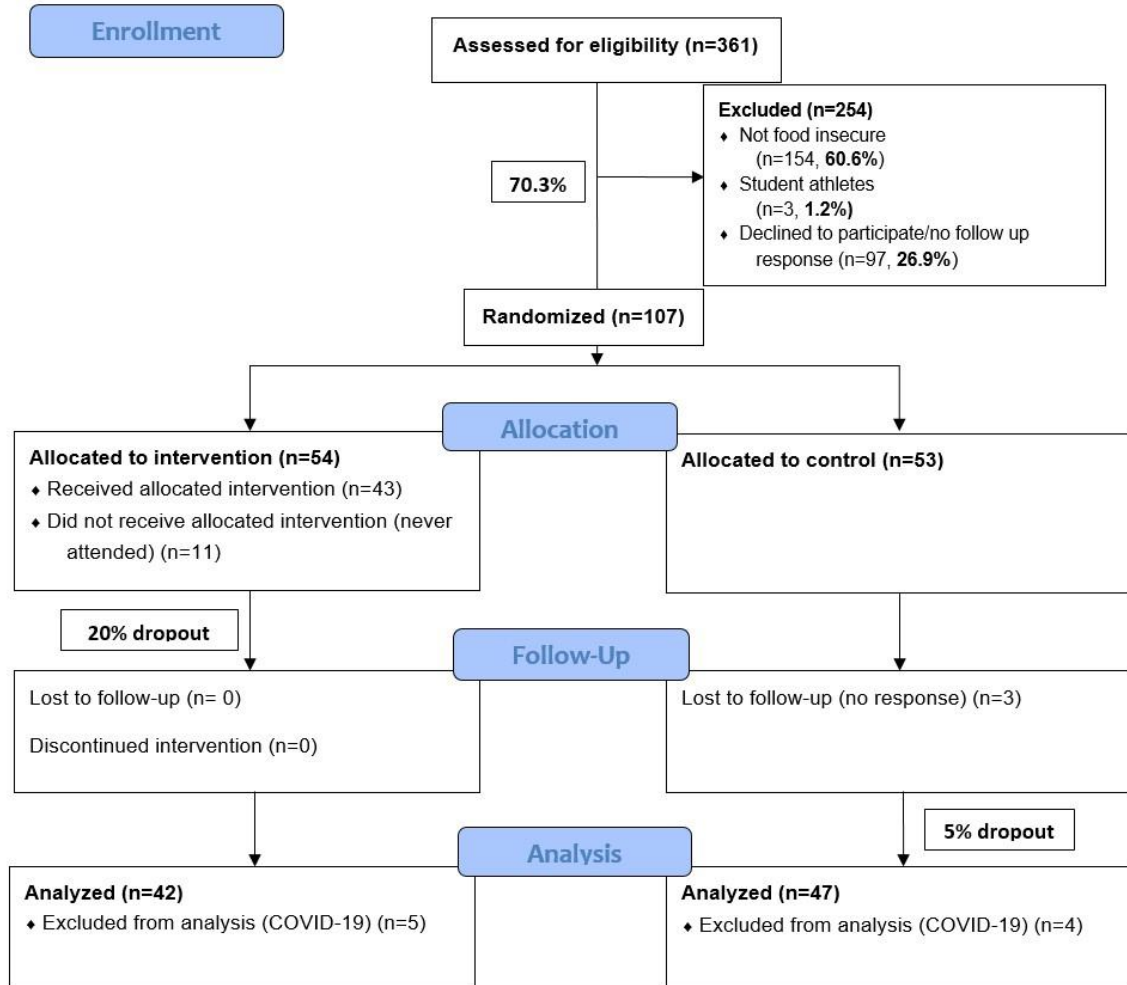 Enrollment
Assessed for eligibility (n=361)
Excluded (n=254)
♦ Not food insecure
(n=154, 60.6%)
♦ Student athletes
(n=3, 1.2%)
♦ Declined to participate/no follow up
response (n=97, 26.9%)
70.3%
Randomized (n=107)
Allocation
Allocated to intervention (n=54)
♦ Received allocated intervention (n=43)
♦ Did not receive allocated intervention (never
attended) (n=11)
Allocated to control (n=53)
20% dropout
Follow-Up
Lost to follow-up (n= 0)
Discontinued intervention (n=0)
Lost to follow-up (no response) (n=3)
5% dropout
Analysis
Analyzed (n=42)
♦ Excluded from analysis (COVID-19) (n=5)
Analyzed (n=47)
♦ Excluded from analysis (COVID-19) (n=4)